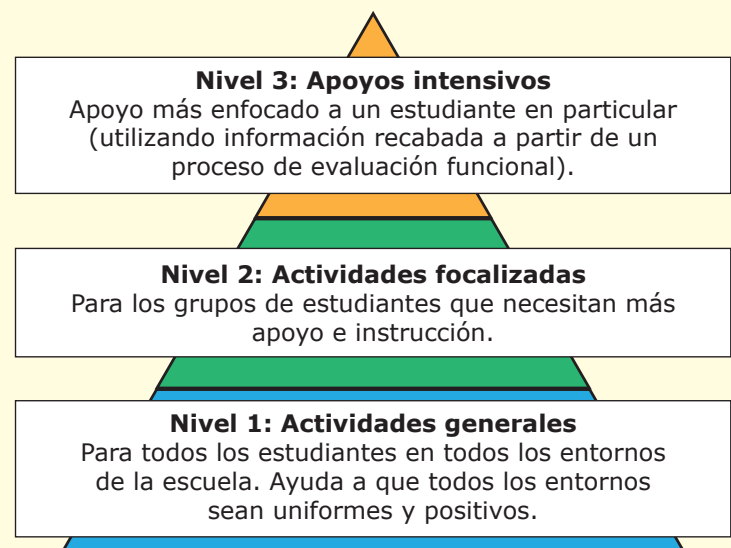 Nivel 3: Apoyos intensivos
Apoyo más enfocado a un estudiante en particular
(utilizando información recabada a partir de un
proceso de evaluación funcional).
Nivel 2: Actividades focalizadas
Para los grupos de estudiantes que necesitan más
apoyo e instrucción.
Nivel 1: Actividades generales
Para todos los estudiantes en todos los entornos
de la escuela. Ayuda a que todos los entornos
sean uniformes y positivos.